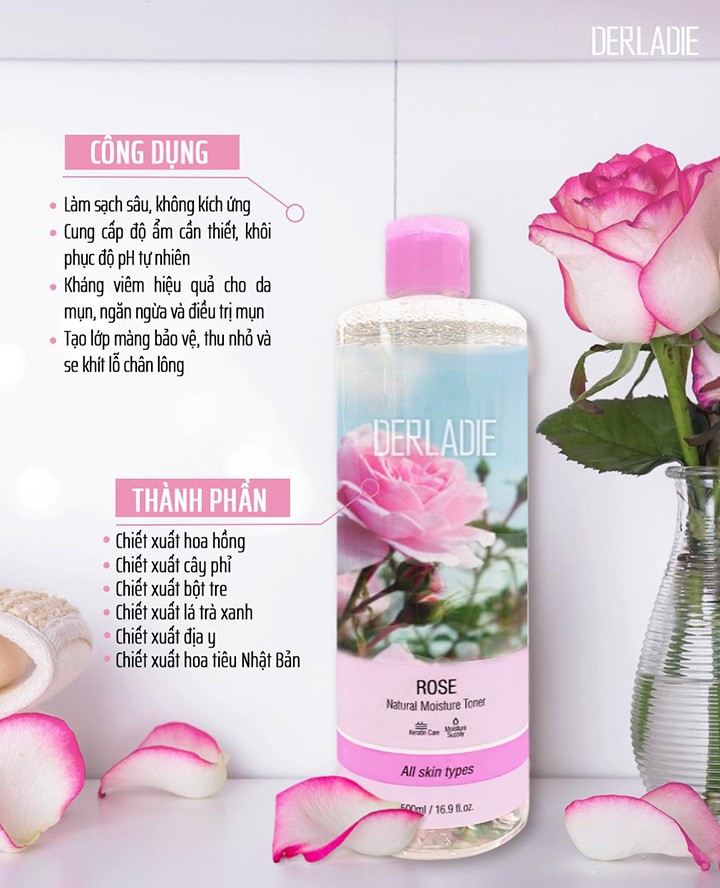 DERLADIE
CÔNG DỤNG
Làm sạch sâu, không kích ứng
Cung cấp độ ẩm cần thiết, khôi
phục độ pH tự nhiên
Kháng viêm hiệu quả cho da
mụn, ngăn ngừa và điều trị mụn
Tạo lớp màng bảo vệ, thu nhỏ và
se khít lỗ chân lông
THÀNH PHẦN
Chiết xuất hoa hồng
Chiết xuất cây phỉ
Chiết xuất bột tre
Chiết xuất lá trà xanh
Chiết xuất địa y
Chiết xuất hoa tiêu Nhật Bản
DERLADIE
ROSE
Natural Moisture Toner
Keratin Care
Moisture
Supply
All skin types
500ml / 16.9 fl.oz.